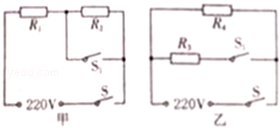 R₁ R₂
S₁
220V S
甲
R₄
R₃ S₁
220V S
乙